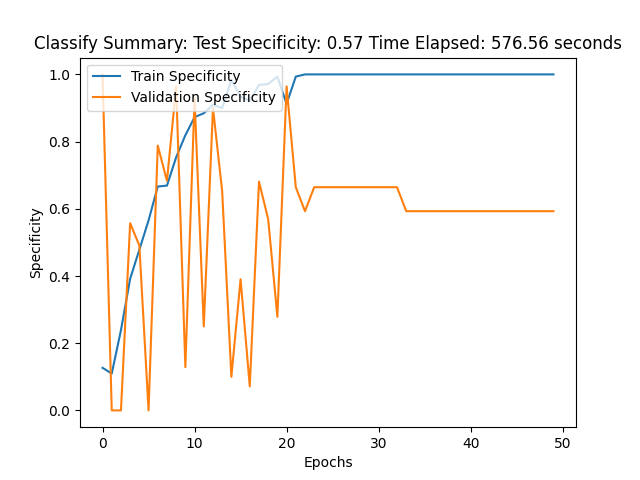 Classify Summary: Test Specificity: 0.57 Time Elapsed: 576.56 seconds
Train Specificity
Validation Specificity
1.0
0.8
0.6
0.4
0.2
0.0
Specificity
0 10 20 30 40 50
Epochs